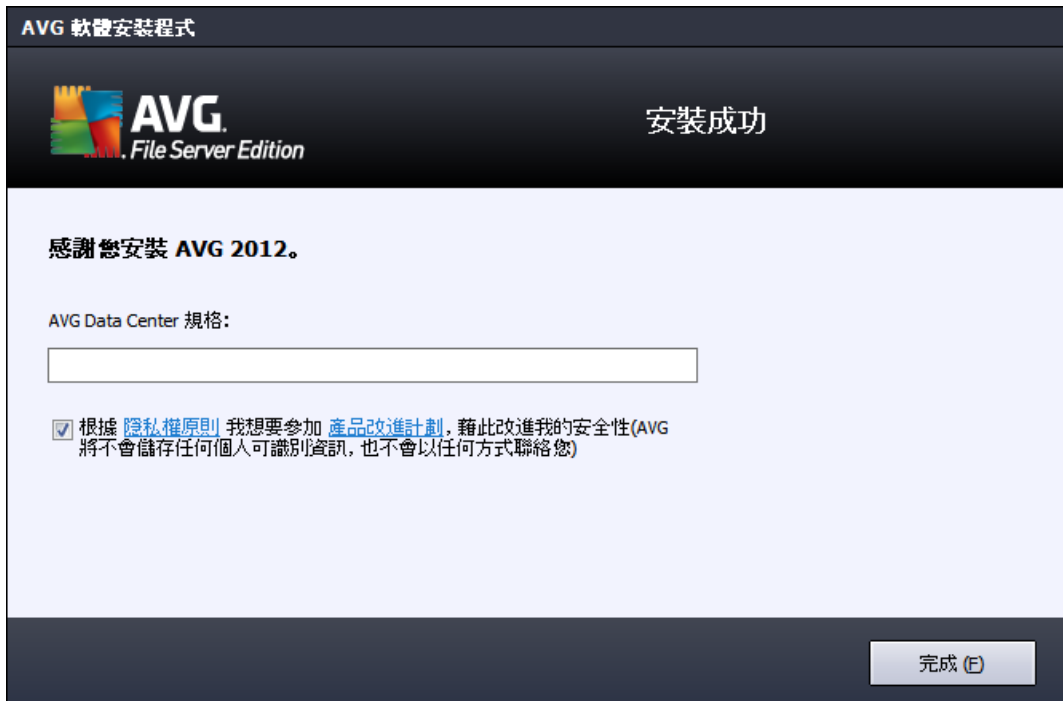 AVG 軟體安裝程式
AVG.
File Server Edition
安裝成功
感謝您安裝 AVG 2012。
AVG Data Center 規格:
根據 隱私權原則 我想要參加 產品改進計劃, 藉此改進我的安全性(AVG
將不會儲存任何個人可識別資訊, 也不會以任何方式聯絡您)
完成 (F)